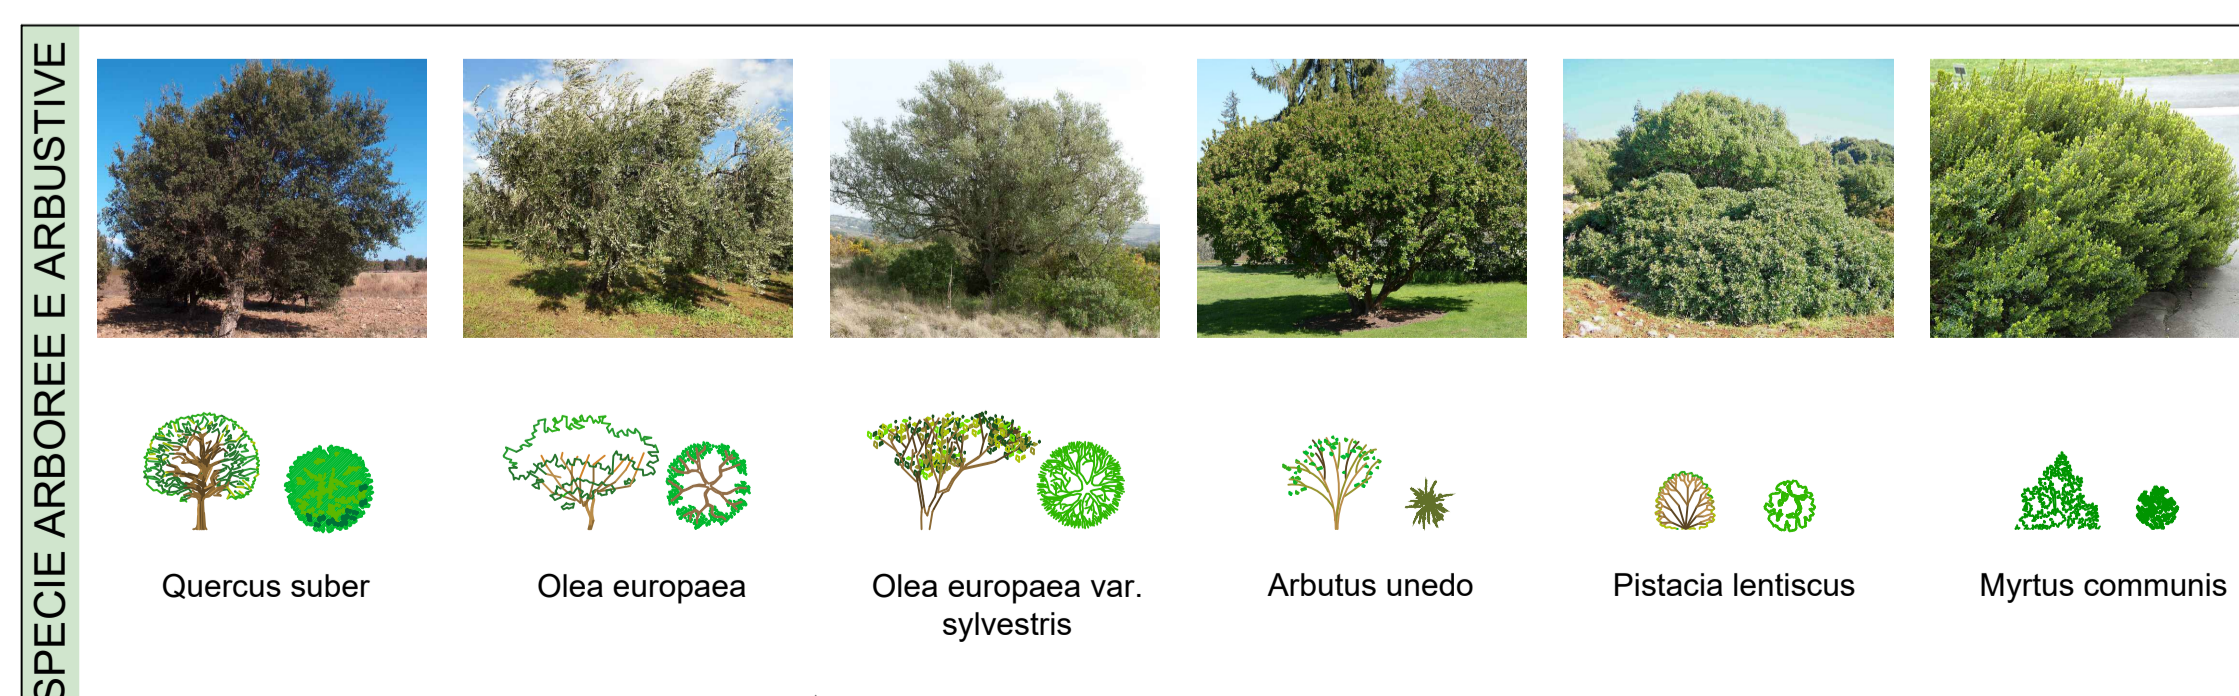 SPECIE ARBOREE E ARBUSTIVE
Quercus suber
Olea europaea
Olea europaea var.
sylvestris
Arbutus unedo
Pistacia lentiscus
Myrtus communis